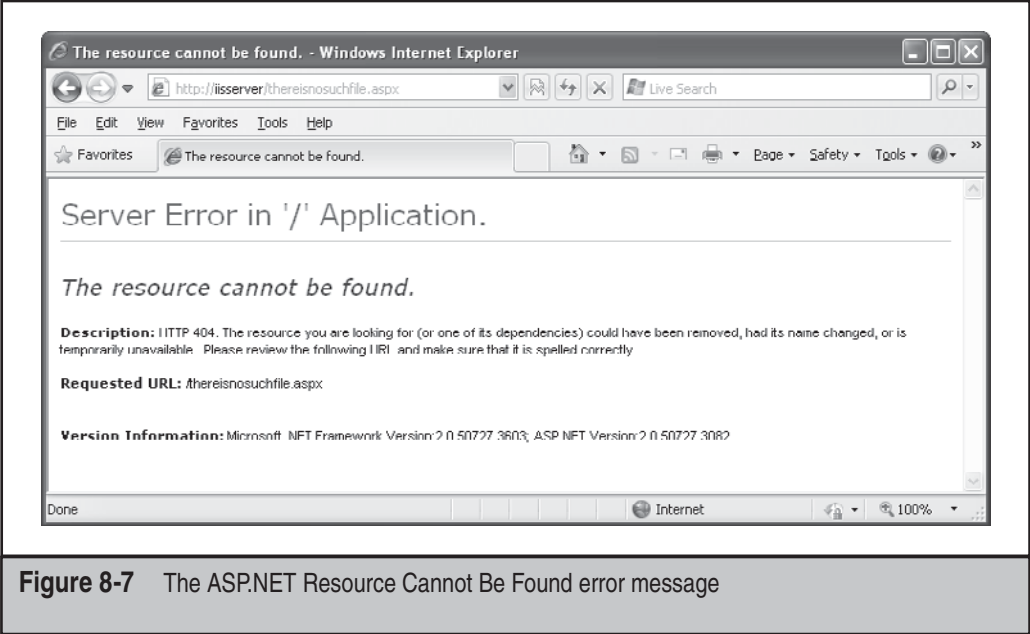 The resource cannot be found. - Windows Internet Explorer
http://iisserver/thereisnosuchfile.aspx
Live Search
File Edit View Favorites Tools Help
Favorites
The resource cannot be found.
Page
Safety
Tools
»
Server Error in '/' Application.
The resource cannot be found.
Description: HTTP 404. The resource you are looking for (or one of its dependencies) could have been removed, had its name changed, or is
temporarily unavailable. Please review the following URL and make sure that it is spelled correctly.
Requested URL: /thereisnosuchfile.aspx
Version Information: Microsoft .NET Framework Version:2.0.50727.3603; ASP.NET Version:2.0.50727.3082
Done
Internet
100%
Figure 8-7 The ASP.NET Resource Cannot Be Found error message